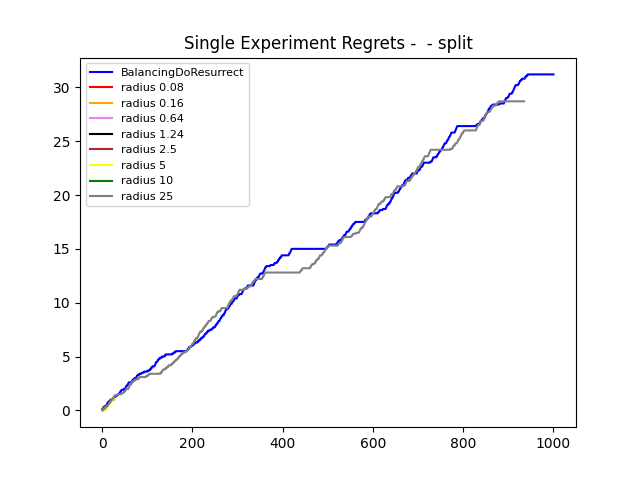 Single Experiment Regrets -  - split
BalancingDoResurrect
radius 0.08
radius 0.16
radius 0.64
radius 1.24
radius 2.5
radius 5
radius 10
radius 25
30
25
20
15
10
5
0
0 200 400 600 800 1000